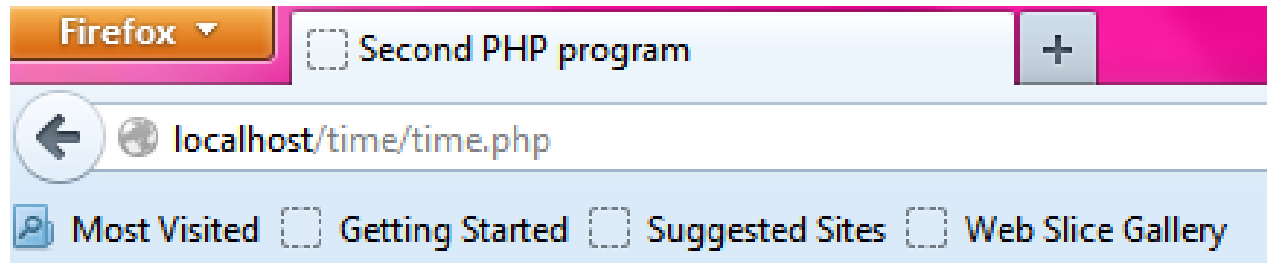 Firefox
Second PHP program
+
localhost/time/time.php
Most Visited Getting Started Suggested Sites Web Slice Gallery